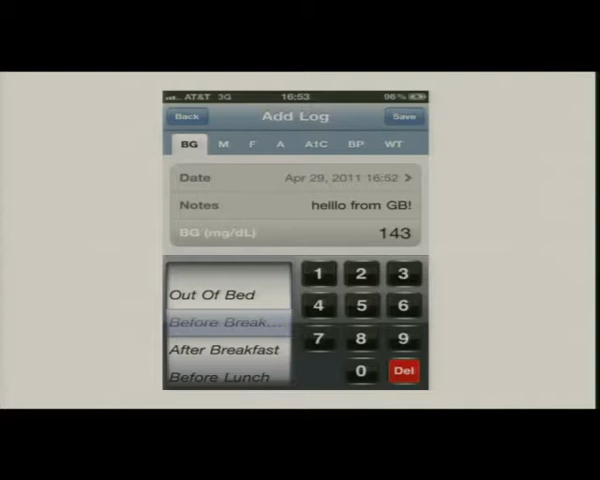 AT&T 3G 16:53 96%
Back Add Log Save
BG M F A A1C BP WT
Date Apr 29, 2011 16:52 >
Notes helllo from GB!
BG (mg/dL) 143
Out Of Bed
Before Break...
After Breakfast
Before Lunch
1 2 3
4 5 6
7 8 9
0 Del